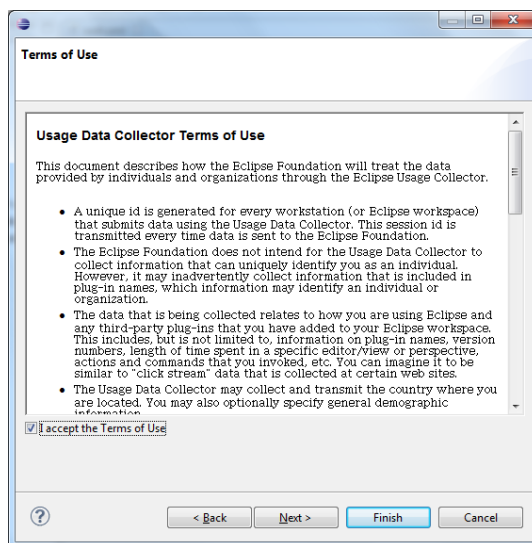 Terms of Use
Usage Data Collector Terms of Use
This document describes how the Eclipse Foundation will treat the data
provided by individuals and organizations through the Eclipse Usage Collector.
• A unique id is generated for every workstation (or Eclipse workspace)
that submits data using the Usage Data Collector. This session id is
transmitted every time data is sent to the Eclipse Foundation.
• The Eclipse Foundation does not intend for the Usage Data Collector to
collect information that can uniquely identify you as an individual.
However, it may inadvertently collect information that is included in
plug-in names, which information may identify an individual or
organization.
• The data that is being collected relates to how you are using Eclipse and
any third-party plug-ins that you have added to your Eclipse workspace.
This includes, but is not limited to, information on plug-in names, version
numbers, length of time spent in a specific editor/view or perspective,
actions and commands that you invoked, etc. You can imagine it to be
similar to "click stream" data that is collected at certain web sites.
• The Usage Data Collector may collect and transmit the country where you
are located. You may also optionally specify general demographic
information.
I accept the Terms of Use
? < Back Next > Finish Cancel